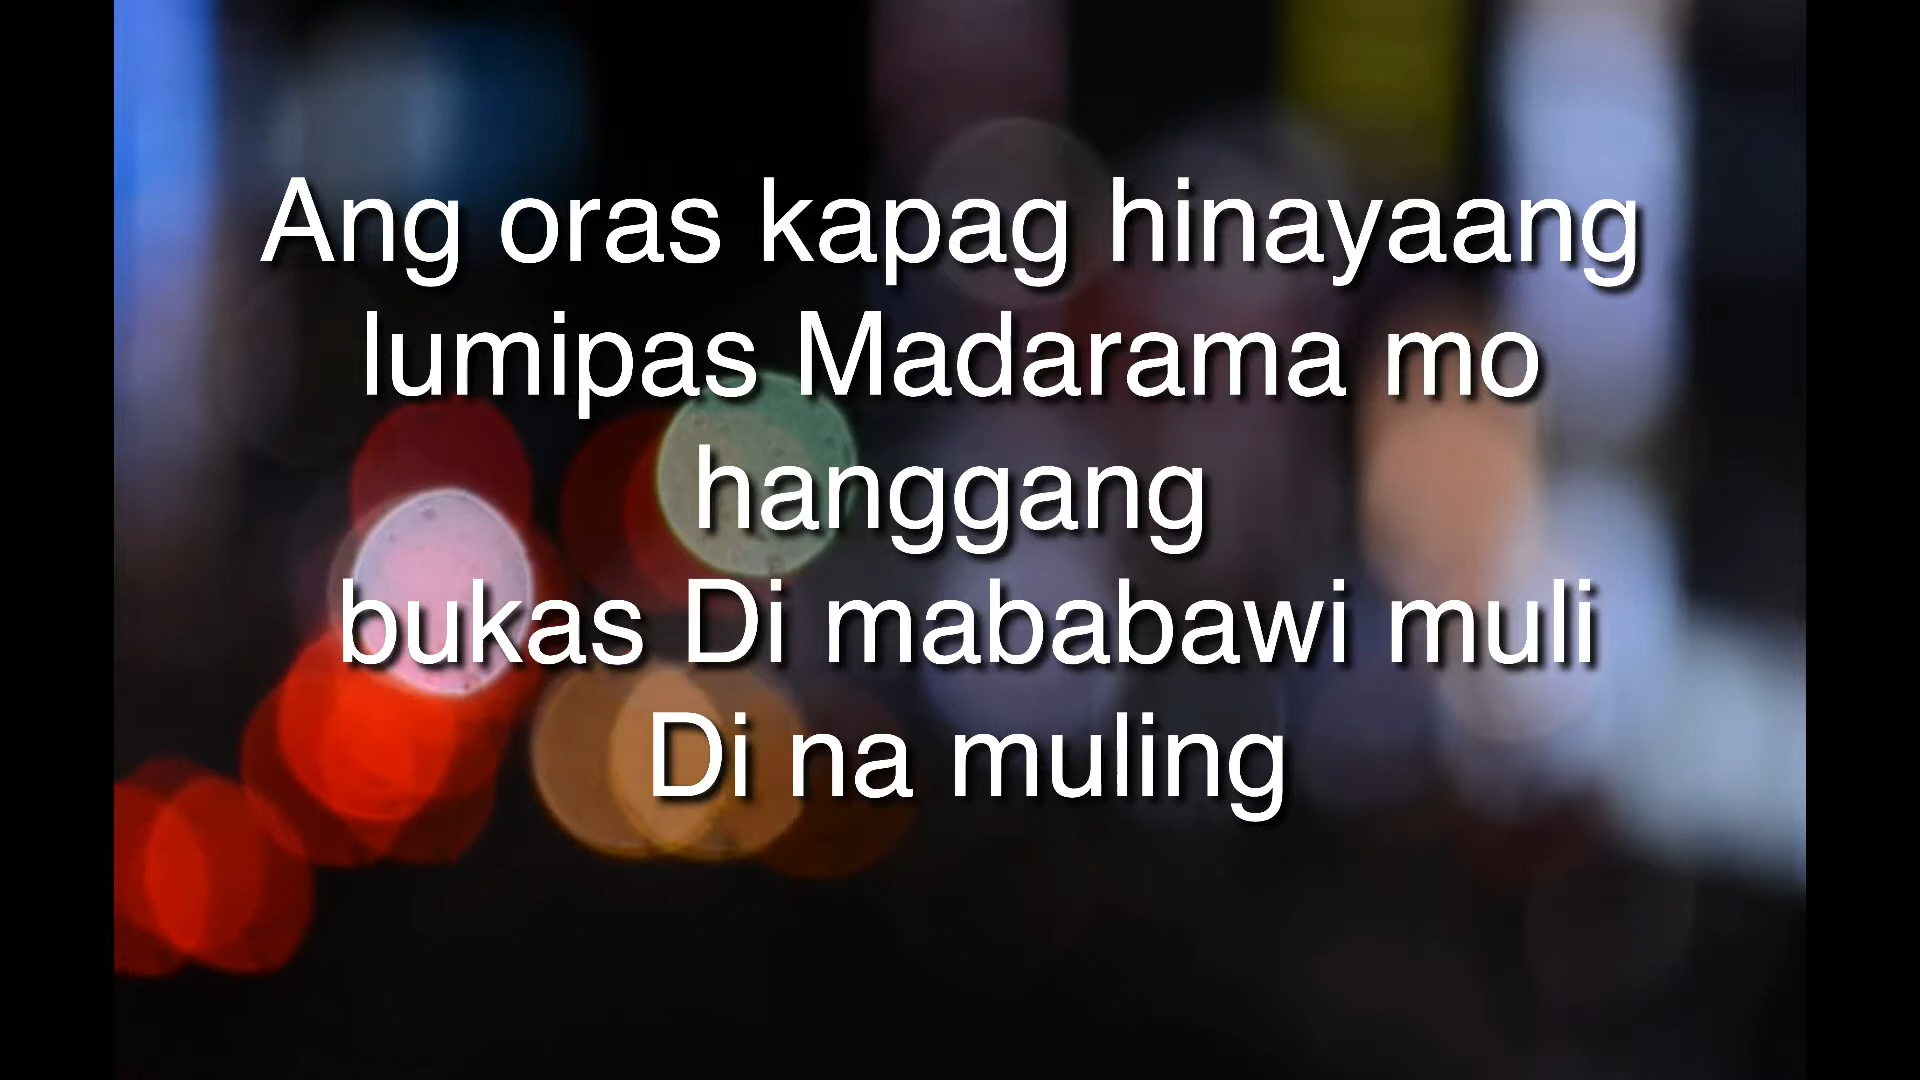 Ang oras kapag hinayaang
lumipas Madarama mo
hanggang
bukas Di mababawi muli
Di na muling